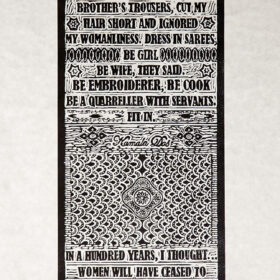 BROTHER'S TROUSERS, CUT MY
HAIR SHORT AND IGNORED
MY WOMANLINESS. DRESS IN SAREES,
BE GIRL
BE WIFE, THEY SAID.
BE EMBROIDERER, BE COOK
BE A QUARRELLER WITH SERVANTS.
FIT IN.
Kamala Das
IN A HUNDRED YEARS, I THOUGHT...
WOMEN WILL HAVE CEASED TO